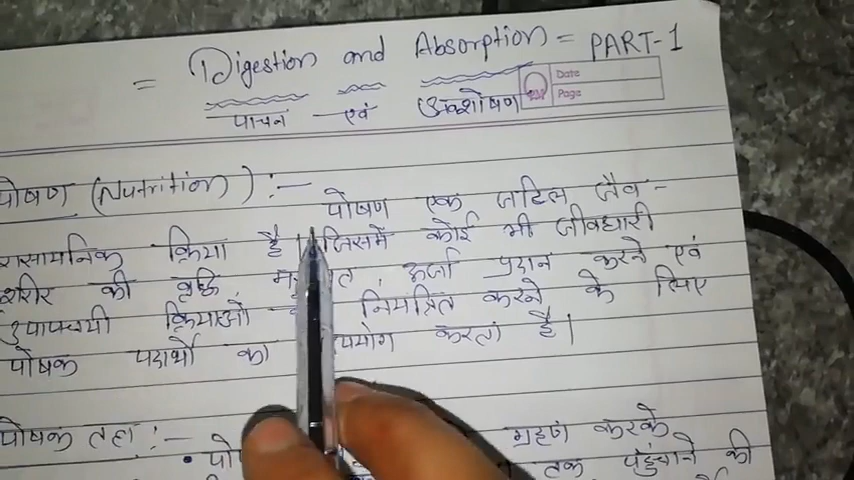 = Digestion and Absorption = PART-1
पाचन एवं अवशोषण
Date
Page
पोषण (Nutrition) :—
पोषण एक जटिल जैव -
रासायनिक क्रिया है। जिसमें कोई भी जीवधारी
शरीर की वृद्धि ऊर्जा प्रदान करने एवं
उपापचयी क्रियाओं नियंत्रित करने के लिए
पोषक पदार्थों का करता है।
पोषक :—
ग्रहण करके
• तक पहुंचाने की